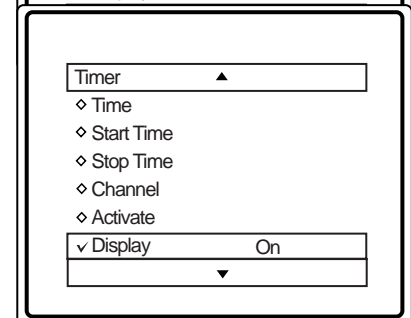 Timer ▲
◇ Time
◇ Start Time
◇ Stop Time
◇ Channel
◇ Activate
✓ Display On
▼